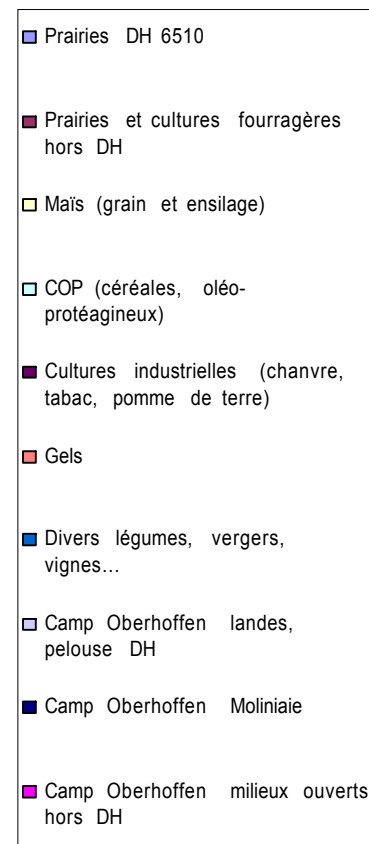 Prairies DH 6510
Prairies et cultures fourragères
hors DH
Maïs (grain et ensilage)
COP (céréales, oléo-
protéagineux)
Cultures industrielles (chanvre,
tabac, pomme de terre)
Gels
Divers légumes, vergers,
vignes...
Camp Oberhoffen landes,
pelouse DH
Camp Oberhoffen Moliniaie
Camp Oberhoffen milieux ouverts
hors DH